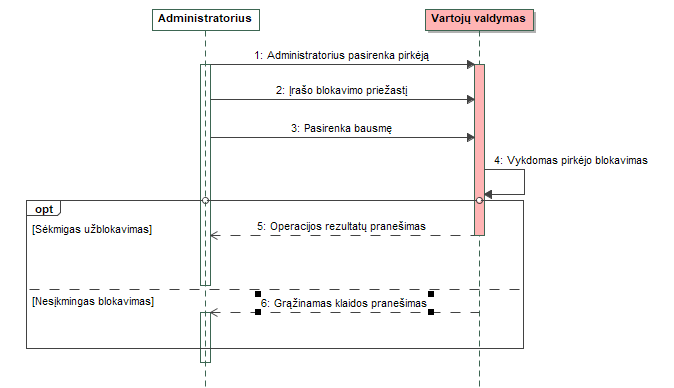 Administratorius
Vartojų valdymas
1: Administratorius pasirenka pirkėją
2: Įrašo blokavimo priežastį
3: Pasirenka bausmę
4: Vykdomas pirkėjo blokavimas
opt
[Sėkmigas užblokavimas]
5: Operacijos rezultatų pranešimas
[Nesįkmingas blokavimas]
6: Grąžinamas klaidos pranešimas